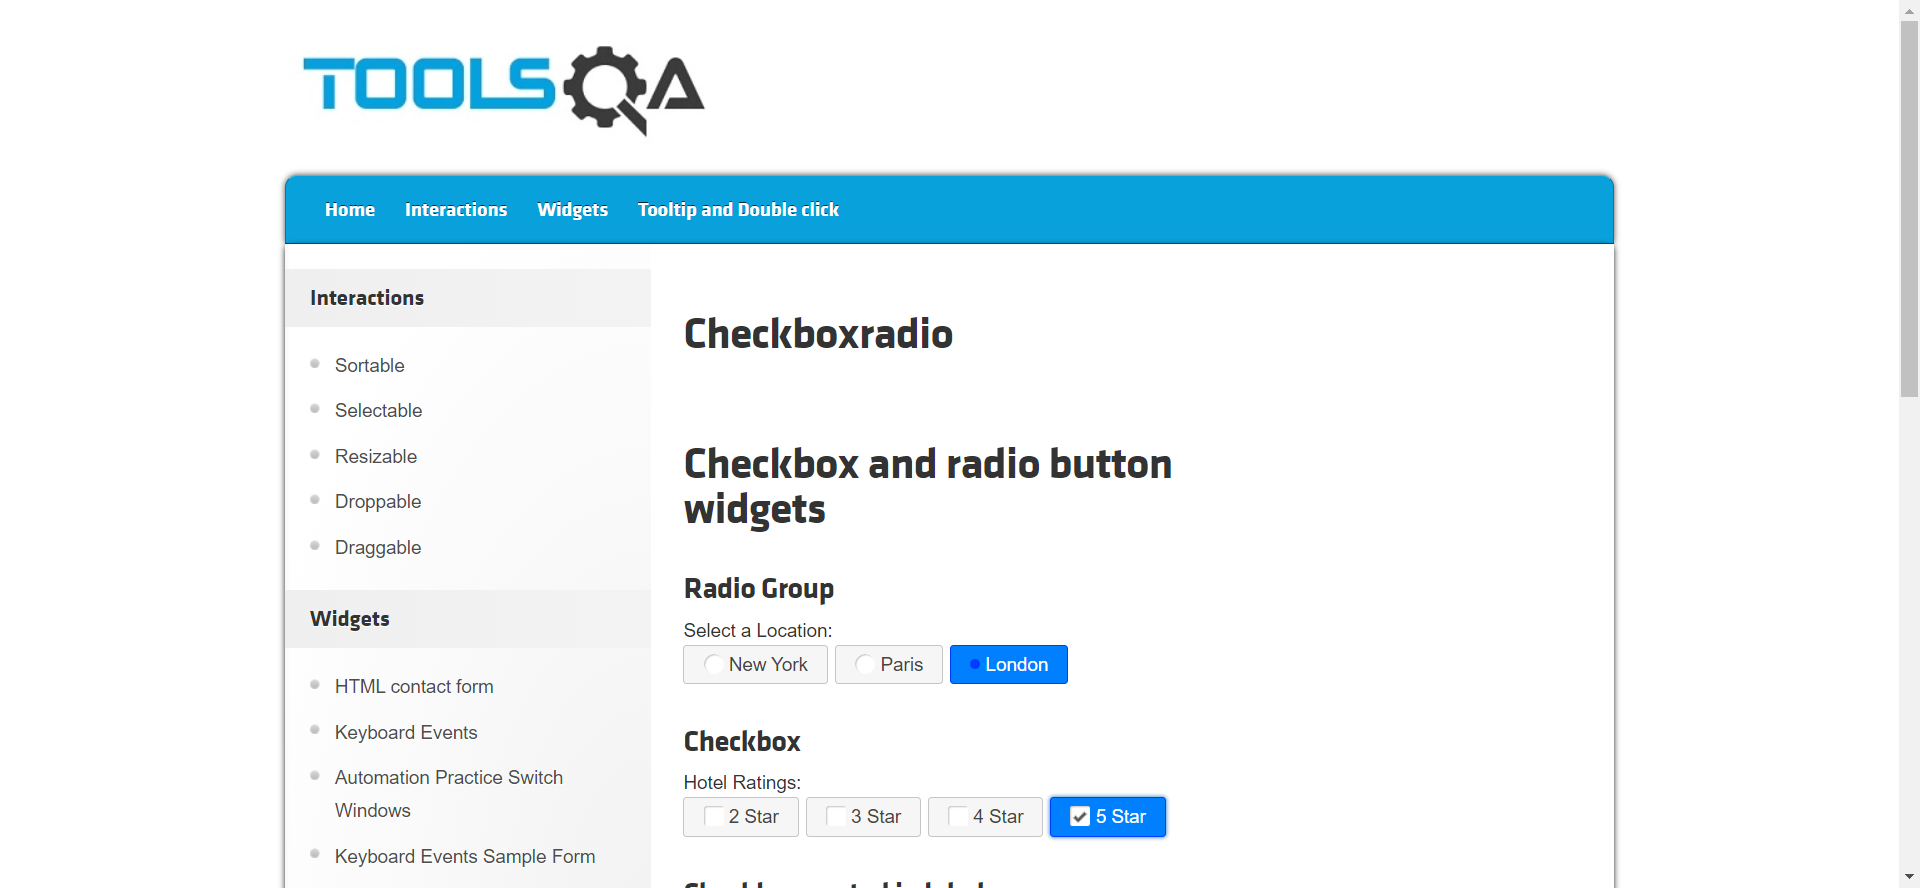 TOOLSQA
Home Interactions Widgets Tooltip and Double click
Interactions
Sortable
Selectable
Resizable
Droppable
Draggable
Widgets
HTML contact form
Keyboard Events
Automation Practice Switch
Windows
Keyboard Events Sample Form
Checkboxradio
Checkbox and radio button
widgets
Radio Group
Select a Location:
New York Paris London
Checkbox
Hotel Ratings:
2 Star 3 Star 4 Star 5 Star